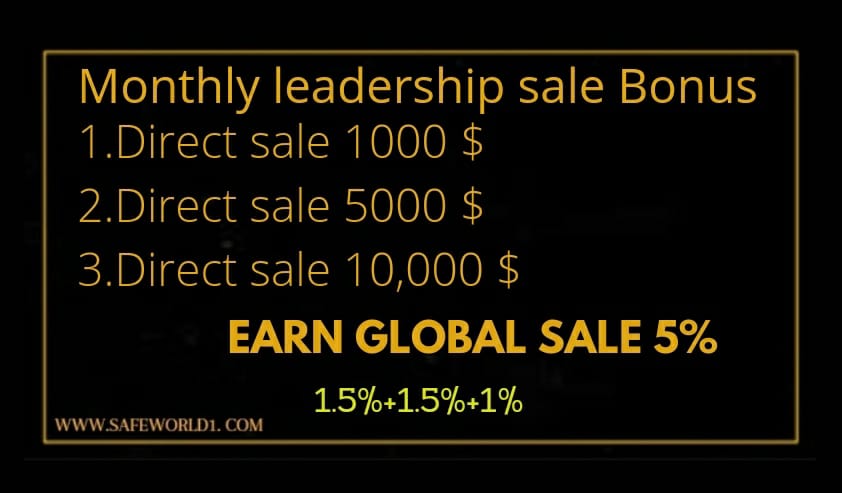 Monthly leadership sale Bonus
1.Direct sale 1000 $
2.Direct sale 5000 $
3.Direct sale 10,000 $
EARN GLOBAL SALE 5%
1.5%+1.5%+1%
WWW.SAFEWORLD1. COM